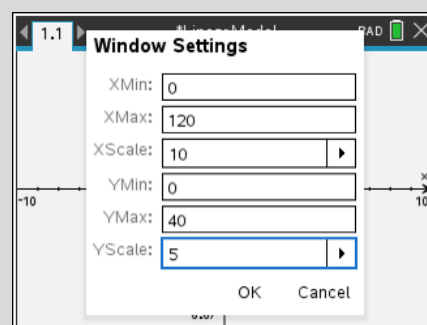 1.1 RAD
Window Settings
XMin: 0
XMax: 120
XScale: 10
YMin: 0
YMax: 40
YScale: 5
OK Cancel
-10
x
10